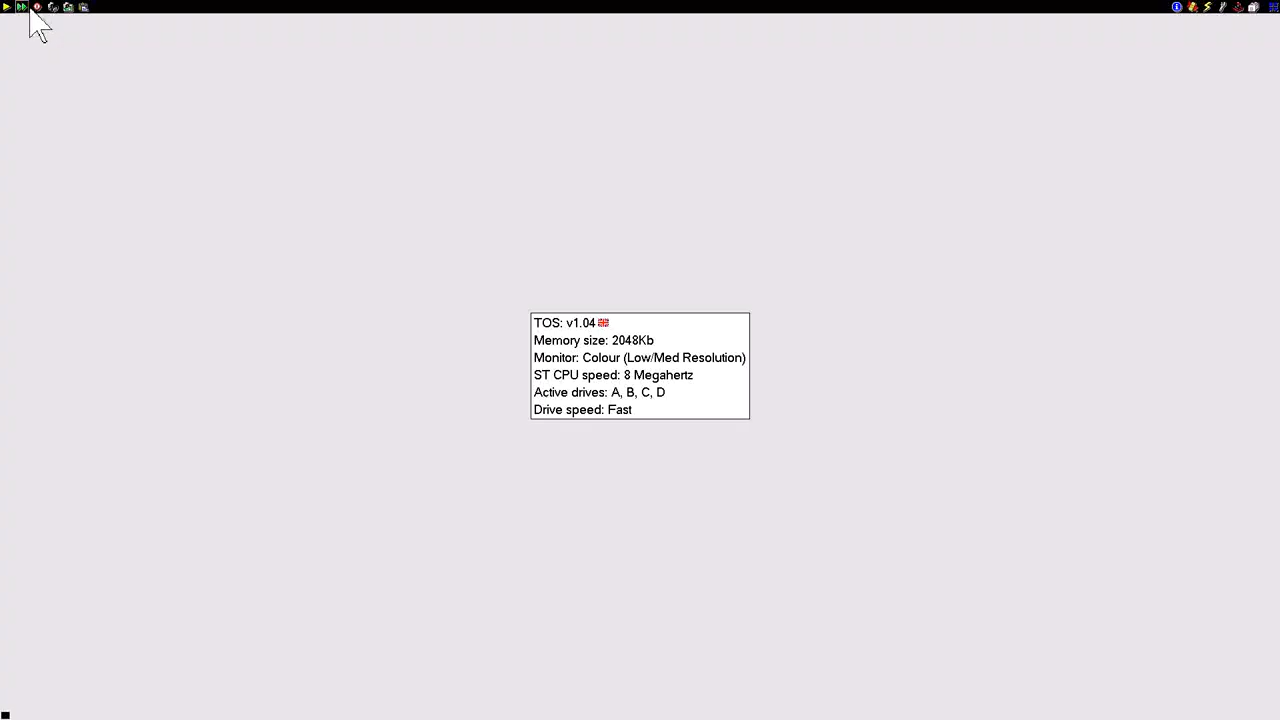 TOS: v1.04
Memory size: 2048Kb
Monitor: Colour (Low/Med Resolution)
ST CPU speed: 8 Megahertz
Active drives: A, B, C, D
Drive speed: Fast